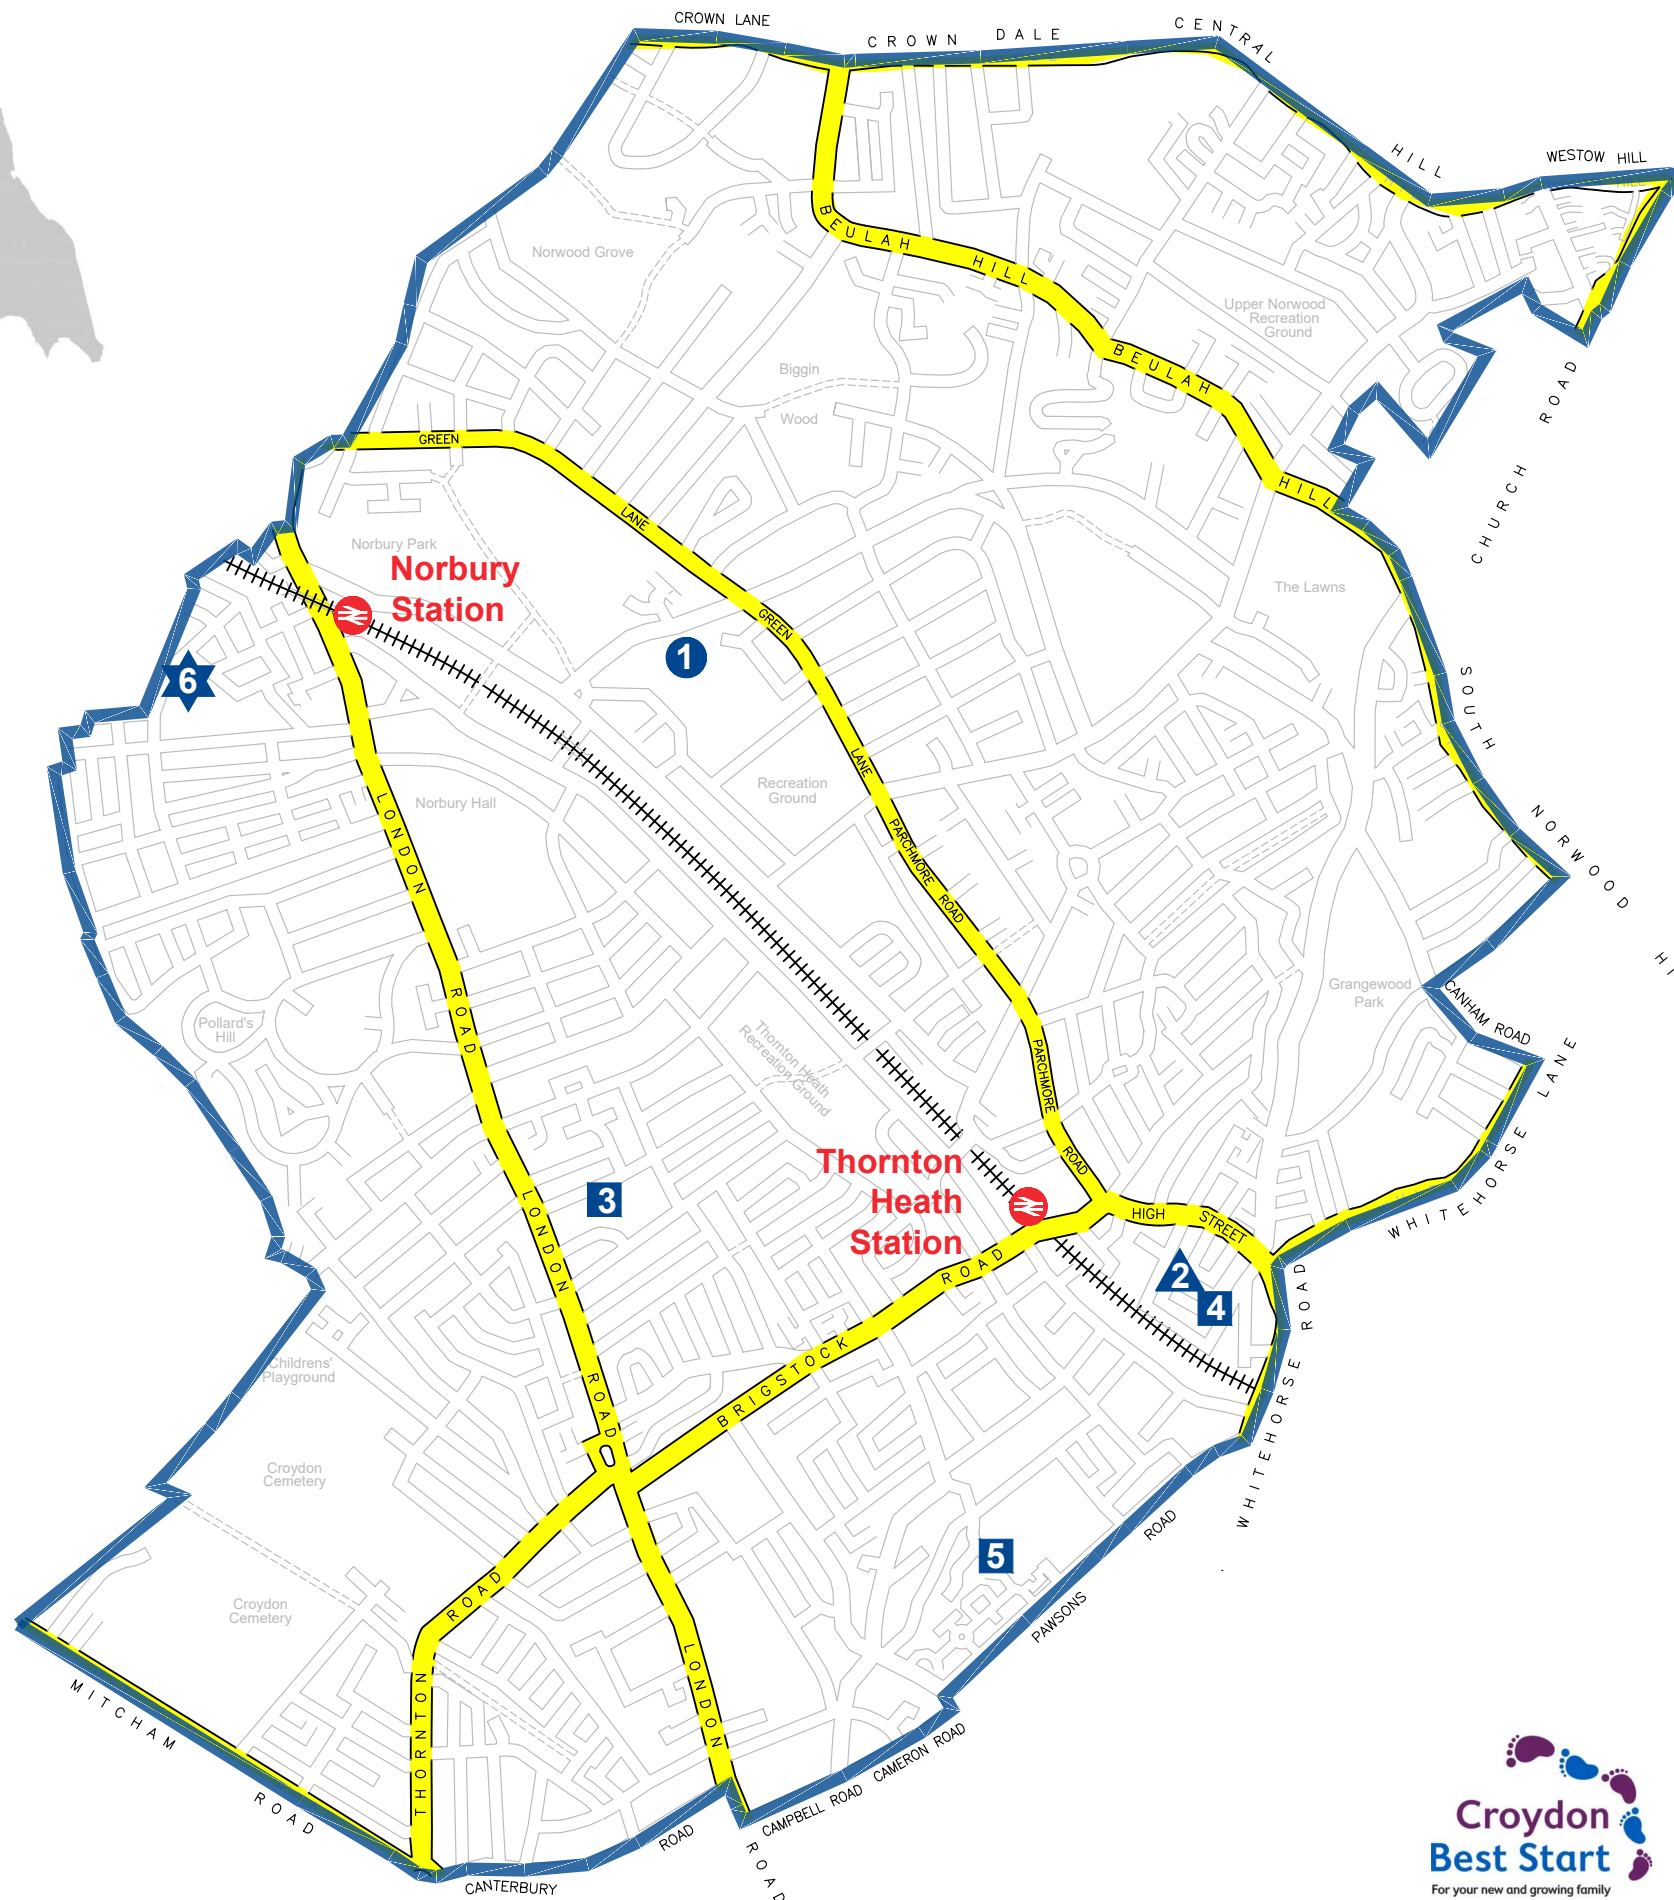 CROWN LANE
CROWN DALE
CENTRAL
HILL
WESTOW HILL
BEULAH
HILL
Norwood Grove
Upper Norwood
Recreation
Ground
BEULAH
HILL
CHURCH ROAD
Biggin
Wood
GREEN
LANE
Norbury Park
Norbury
Station
The Lawns
GREEN
LANE
1
6
SOUTH
NORWOOD
Recreation
Ground
Norbury Hall
LONDON
ROAD
PARCHMORE ROAD
Grangewood
Park
CANHAM ROAD
Pollard's
Hill
Thornton Heath
Recreation Ground
PARCHMORE
ROAD
WHITEHORSE LANE
Thornton
Heath
Station
3
HIGH STREET
2
4
LONDON
ROAD
BRIGSTOCK
ROAD
WHITEHORSE ROAD
Childrens'
Playground
Croydon
Cemetery
5
PAWSONS
ROAD
Croydon
Cemetery
ROAD
THORNTON
LONDON
ROAD
MITCHAM
ROAD
CANTERBURY
ROAD
CAMPBELL ROAD
CAMERON ROAD
Croydon
Best Start
For your new and growing family